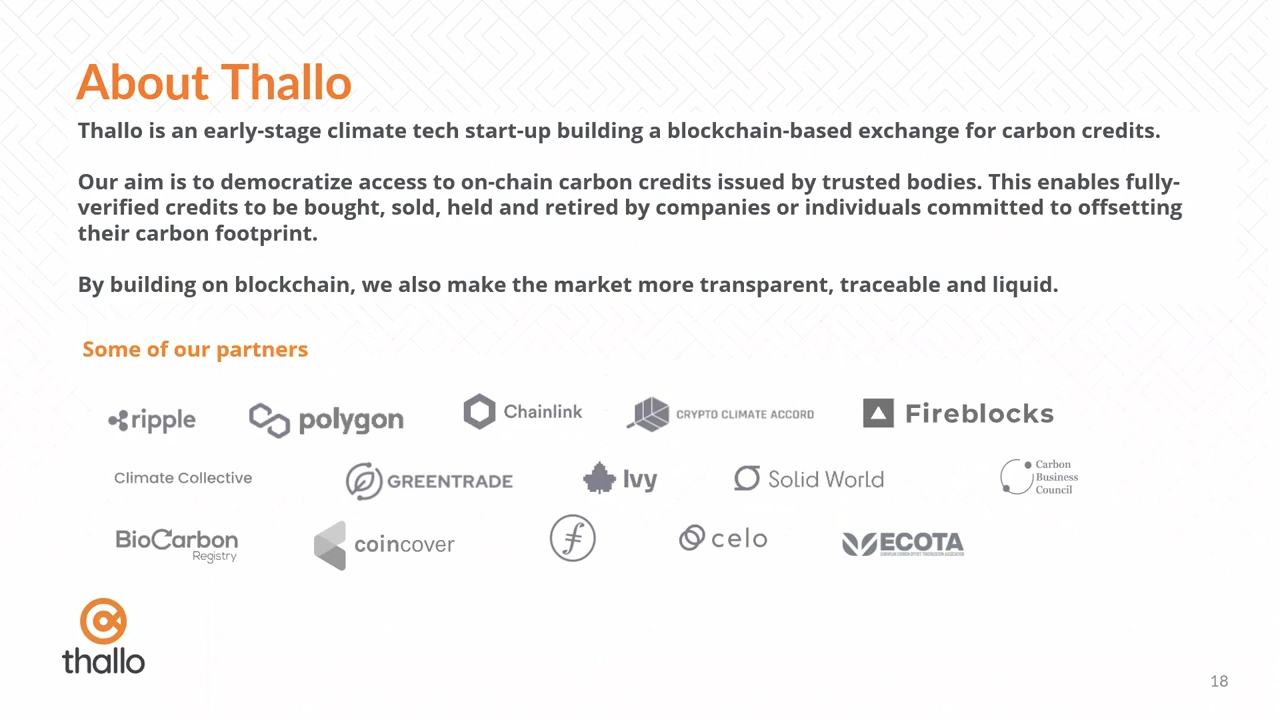 About Thallo
Thallo is an early-stage climate tech start-up building a blockchain-based exchange for carbon credits.
Our aim is to democratize access to on-chain carbon credits issued by trusted bodies. This enables fully-
verified credits to be bought, sold, held and retired by companies or individuals committed to offsetting
their carbon footprint.
By building on blockchain, we also make the market more transparent, traceable and liquid.
Some of our partners
ripple
polygon
Chainlink
CRYPTO CLIMATE ACCORD
Fireblocks
Climate Collective
GREENTRADE
Ivy
Solid World
Carbon
Business
Council
BioCarbon
Registry
coincover
celo
ECOTA
thallo
18